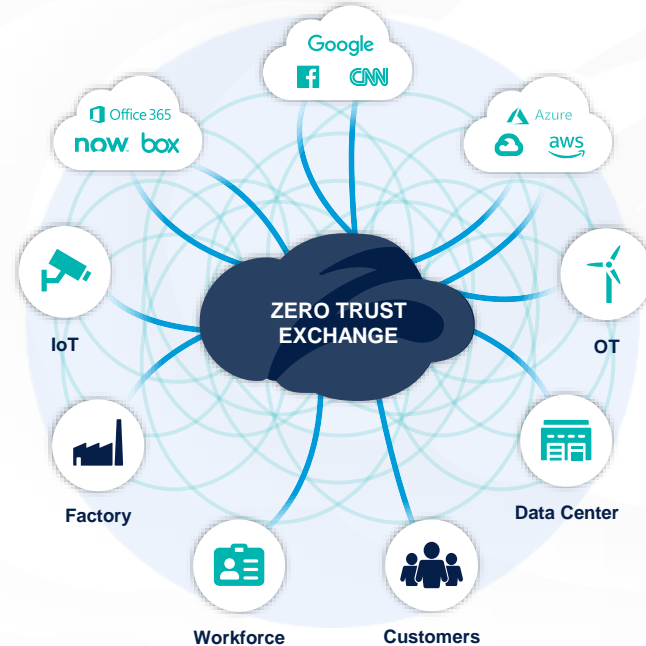 Google
CNN
Office 365
now box
Azure
aws
ZERO TRUST
EXCHANGE
IoT
OT
Factory
Data Center
Workforce
Customers